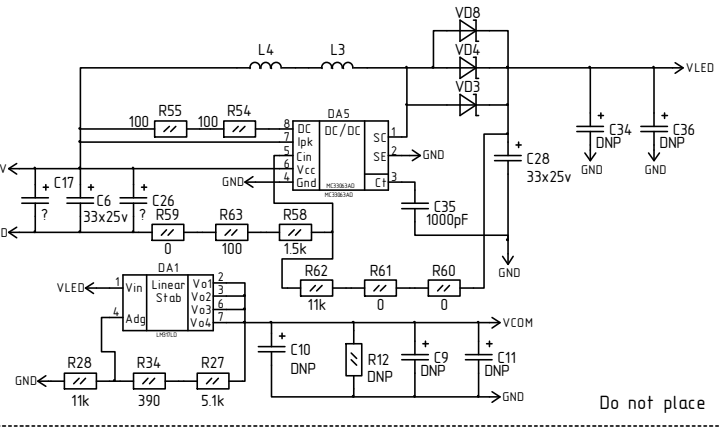 VD8
L4 L3 VD4 VLED
VD3
R55 R54 DA5
100 100 8 DC DC/DC
7 Ipk SC 1
5 Cin SE 2 GND
V 6 Vcc
GND 4 Gnd Ct 3
MC33063AD
MC33063AD
+ C34 DNP
GND
+ C36 DNP
GND
+ C28
33x25v
+ C17
?
+ C6
33x25v
+ C26
?
C35
1000pF
R59 R63 R58
D 0 100 1.5k
GND
R62 R61 R60
11k 0 0
DA1
VLED 1 Vin Linear Stab Vo1 2
Vo2 3
Vo3 6
4 Adg Vo4 7 VCOM
LM317LD
+ C10
DNP
R12
DNP
+ C9
DNP
+ C11
DNP
R28 R34 R27
GND GND
11k 390 5.1k
Do not place